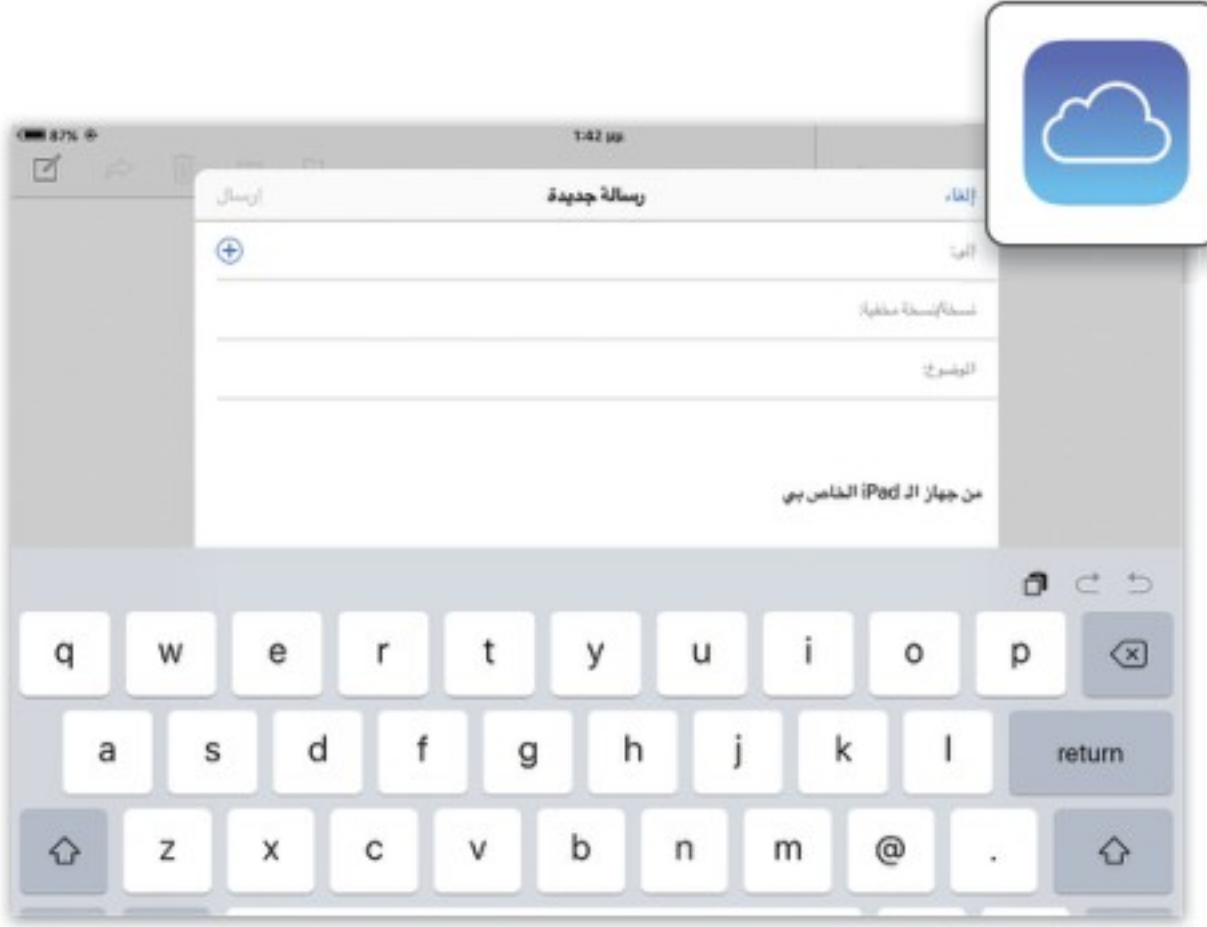 87% 1:42 ببب
إلغاء رسالة جديدة إرسال
إلى:
نسخة/نسخة مخفية:
الموضوع:
من جهاز الـ iPad الخاص بي
q w e r t y u i o p
a s d f g h j k l return
z x c v b n m @ .